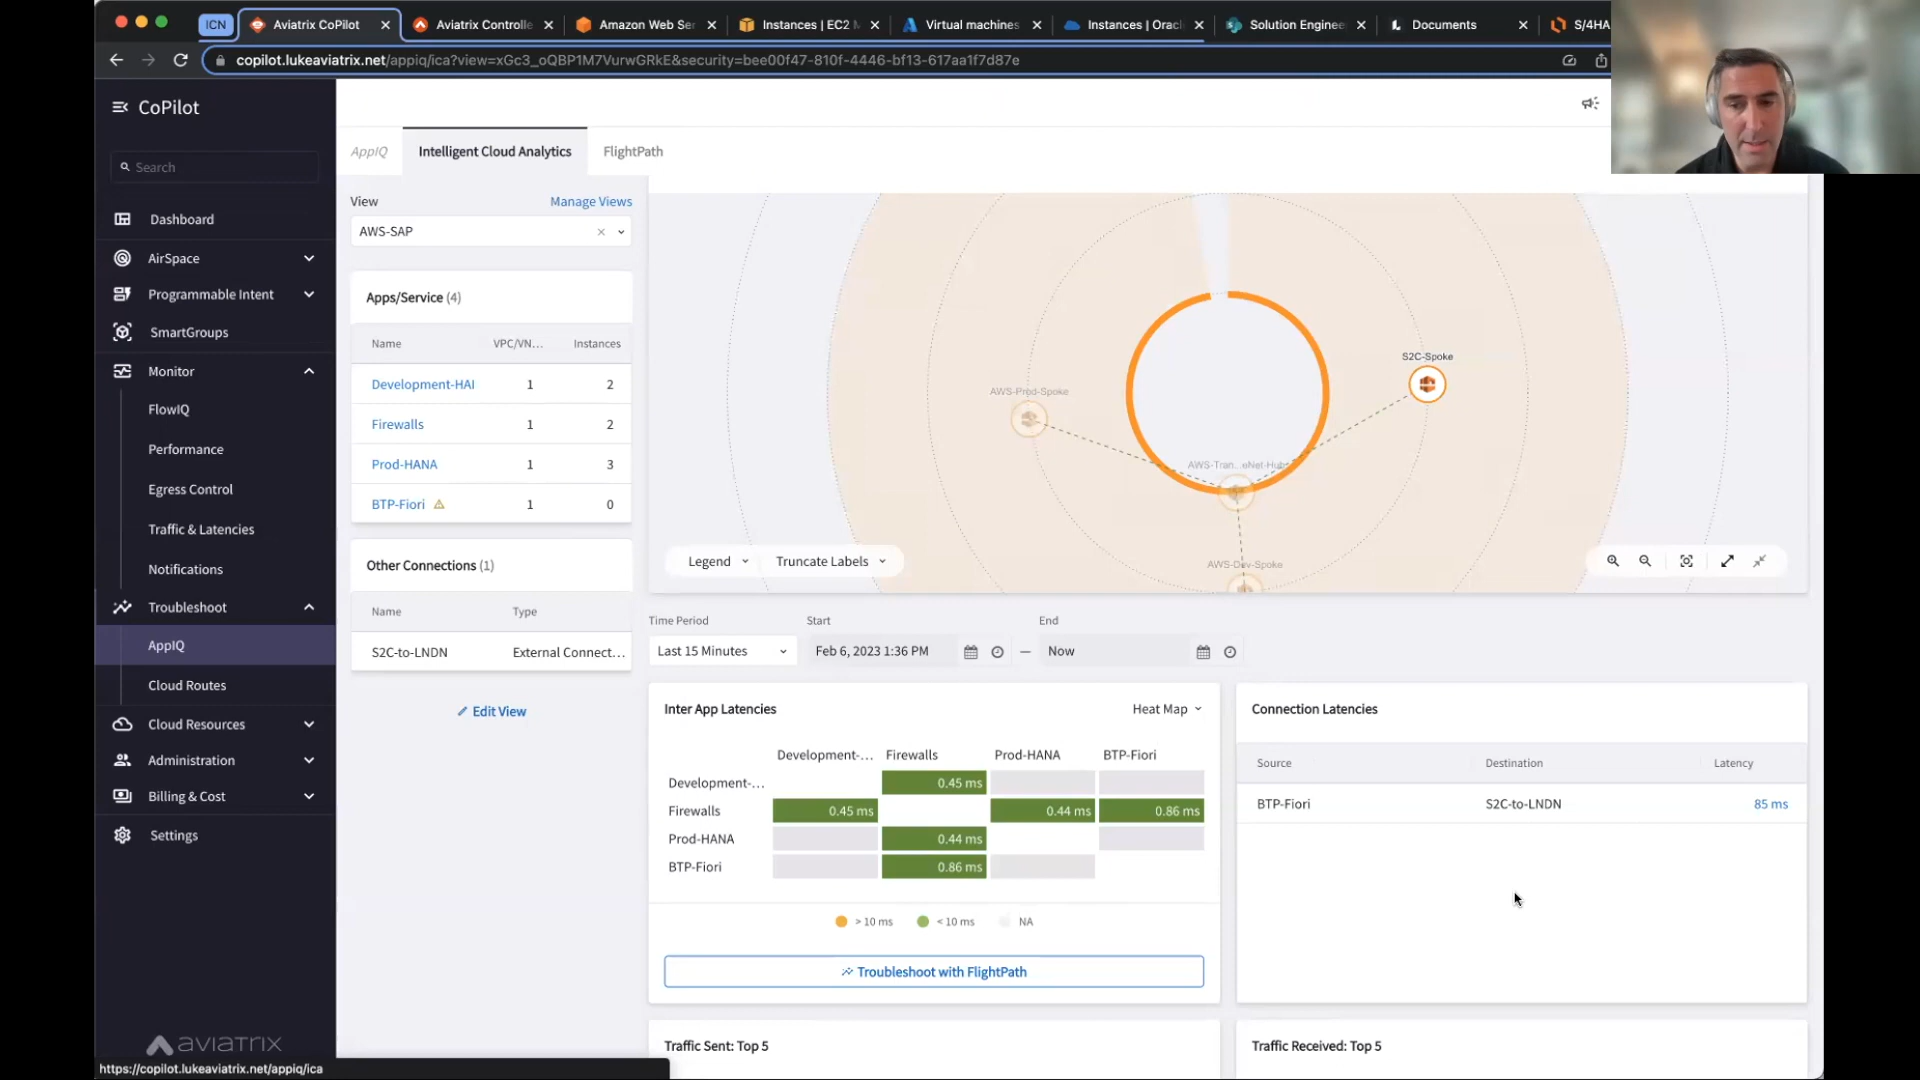 ICN
Aviatrix CoPilot
Aviatrix Controlle
Amazon Web Ser
Instances | EC2 M
Virtual machines
Instances | Oracl
Solution Enginee
Documents
S/4HA
copilot.lukeaviatrix.net/appiq/ica?view=xGc3_oQBP1M7VurwGRkE&security=bee00f47-810f-4446-bf13-617aa1f7d87e
CoPilot
Search
Dashboard
AirSpace
Programmable Intent
SmartGroups
Monitor
FlowIQ
Performance
Egress Control
Traffic & Latencies
Notifications
Troubleshoot
AppIQ
Cloud Routes
Cloud Resources
Administration
Billing & Cost
Settings
aviatrix
https://copilot.lukeaviatrix.net/appiq/ica
AppIQ
Intelligent Cloud Analytics
FlightPath
View
Manage Views
AWS-SAP
Apps/Service (4)
Name VPC/VN... Instances
Development-HAI 1 2
Firewalls 1 2
Prod-HANA 1 3
BTP-Fiori 1 0
Other Connections (1)
Name Type
S2C-to-LNDN External Connect...
Edit View
S2C-Spoke
AWS-Prod-Spoke
AWS-Tran...eNet-Hub
AWS-Dev-Spoke
Legend
Truncate Labels
Time Period
Last 15 Minutes
Start
Feb 6, 2023 1:36 PM
—
End
Now
Inter App Latencies
Heat Map
Development-... Firewalls Prod-HANA BTP-Fiori
Development-... 0.45 ms
Firewalls 0.45 ms 0.44 ms 0.86 ms
Prod-HANA 0.44 ms
BTP-Fiori 0.86 ms
> 10 ms < 10 ms NA
Troubleshoot with FlightPath
Connection Latencies
Source Destination Latency
BTP-Fiori S2C-to-LNDN 85 ms
Traffic Sent: Top 5
Traffic Received: Top 5